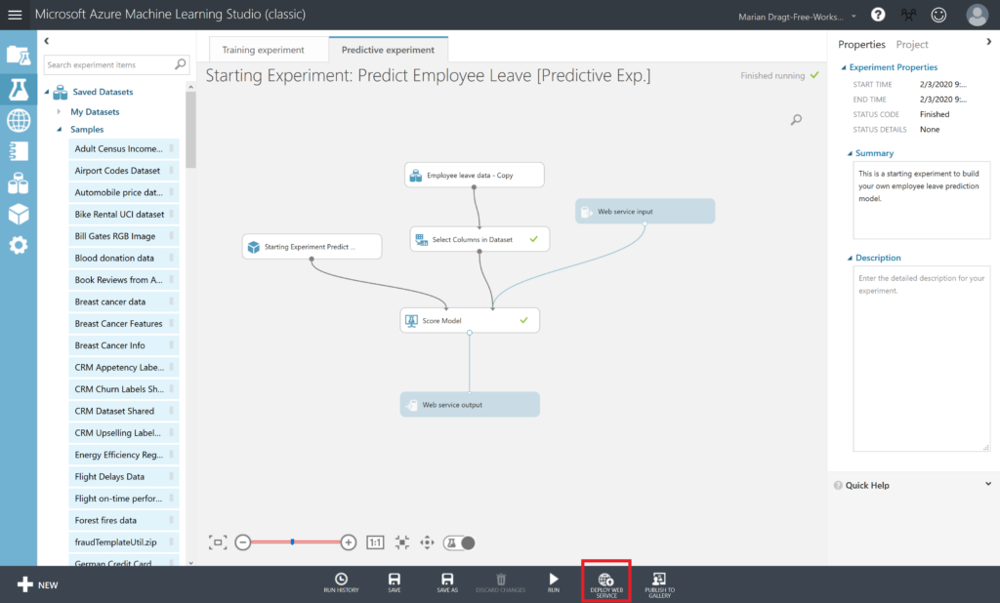 Microsoft Azure Machine Learning Studio (classic)
Marian Dragt-Free-Works...
?
Search experiment items
Saved Datasets
My Datasets
Samples
Adult Census Income...
Airport Codes Dataset
Automobile price dat...
Bike Rental UCI dataset
Bill Gates RGB Image
Blood donation data
Book Reviews from A...
Breast cancer data
Breast Cancer Features
Breast Cancer Info
CRM Appetency Labe...
CRM Churn Labels Sh...
CRM Dataset Shared
CRM Upselling Label...
Energy Efficiency Reg...
Flight Delays Data
Flight on-time perfor...
Forest fires data
fraudTemplateUtil.zip
German Credit Card
Training experiment
Predictive experiment
Starting Experiment: Predict Employee Leave [Predictive Exp.]
Finished running
Employee leave data - Copy
Web service input
Select Columns in Dataset
Starting Experiment Predict ...
Score Model
Web service output
1:1
Properties Project
Experiment Properties
START TIME 2/3/2020 9:...
END TIME 2/3/2020 9:...
STATUS CODE Finished
STATUS DETAILS None
Summary
This is a starting experiment to build
your own employee leave prediction
model.
Description
Enter the detailed description for your
experiment.
? Quick Help
NEW
RUN HISTORY
SAVE
SAVE AS
DISCARD CHANGES
RUN
DEPLOY WEB
SERVICE
PUBLISH TO
GALLERY